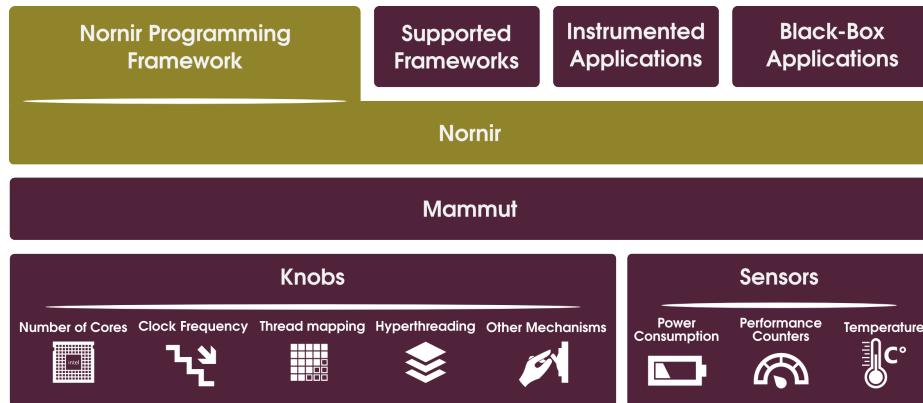 Nornir Programming
Framework
Supported
Frameworks
Instrumented
Applications
Black-Box
Applications
Nornir
Mammut
Knobs
Number of Cores
Clock Frequency
Thread mapping
Hyperthreading
Other Mechanisms
intel
Sensors
Power
Consumption
Performance
Counters
Temperature
C°